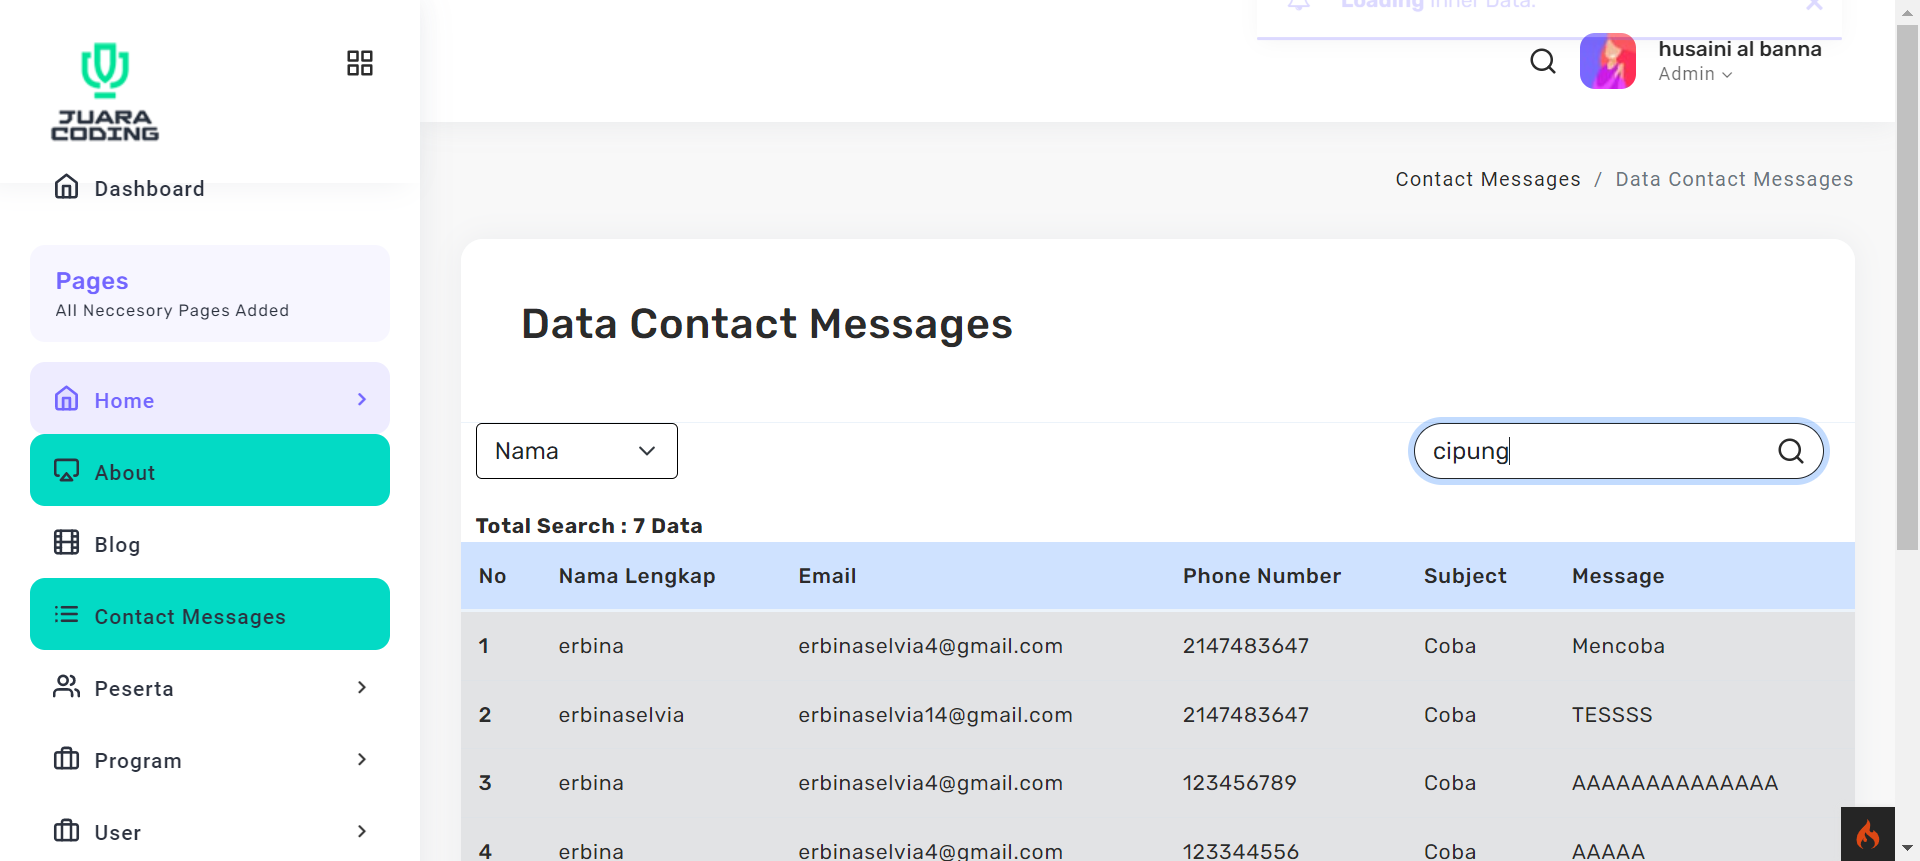 Loading Inner Data.
JUARA
CODING
husaini al banna
Admin
Dashboard
Contact Messages / Data Contact Messages
Pages
All Neccesory Pages Added
Data Contact Messages
Home
Nama
cipung
About
Total Search : 7 Data
Blog
No Nama Lengkap Email Phone Number Subject Message
Contact Messages
1 erbina erbinaselvia4@gmail.com 2147483647 Coba Mencoba
Peserta
2 erbinaselvia erbinaselvia14@gmail.com 2147483647 Coba TESSSS
Program
3 erbina erbinaselvia4@gmail.com 123456789 Coba AAAAAAAAAAAAAA
User
4 erbina erbinaselvia4@gmail.com 123344556 Coba AAAAA